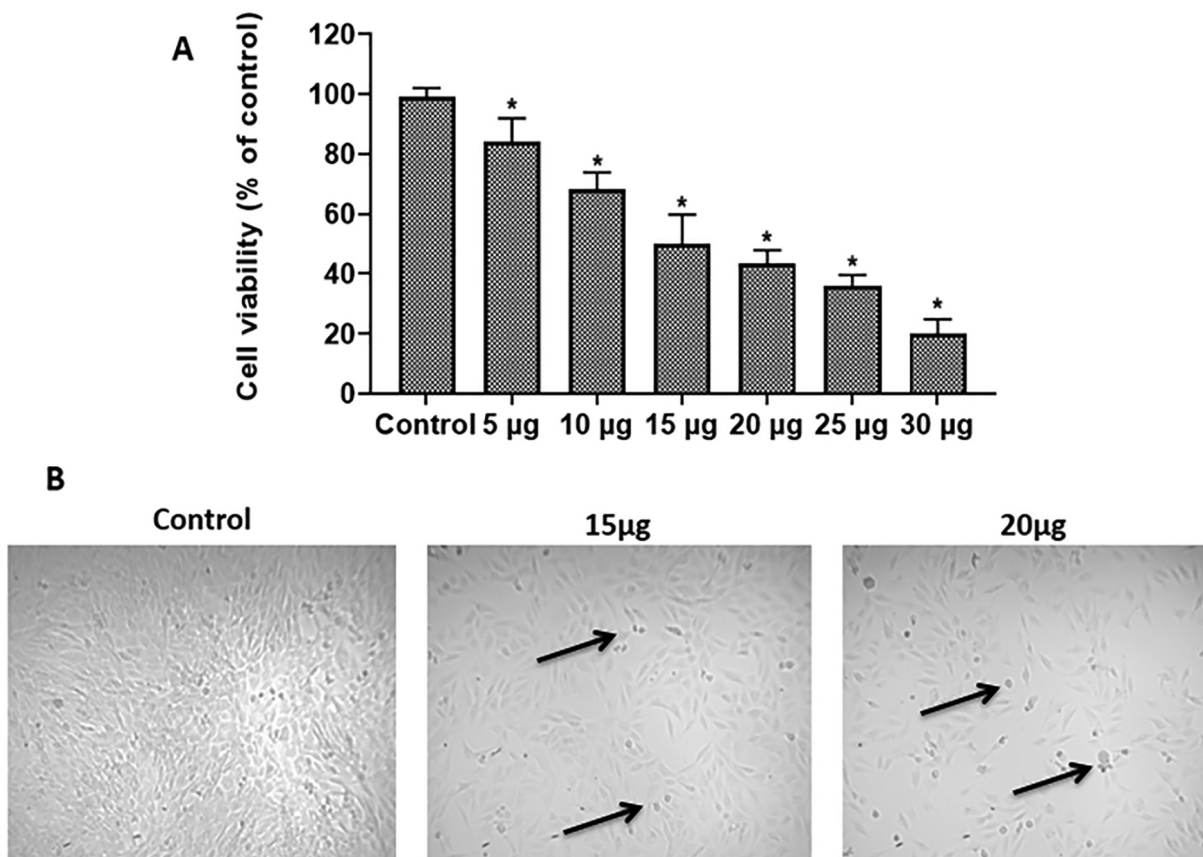 A
Cell viability (% of control)
120
100
80
60
40
20
0
*
*
*
*
*
*
Control 5 µg 10 µg 15 µg 20 µg 25 µg 30 µg
B
Control 15µg 20µg